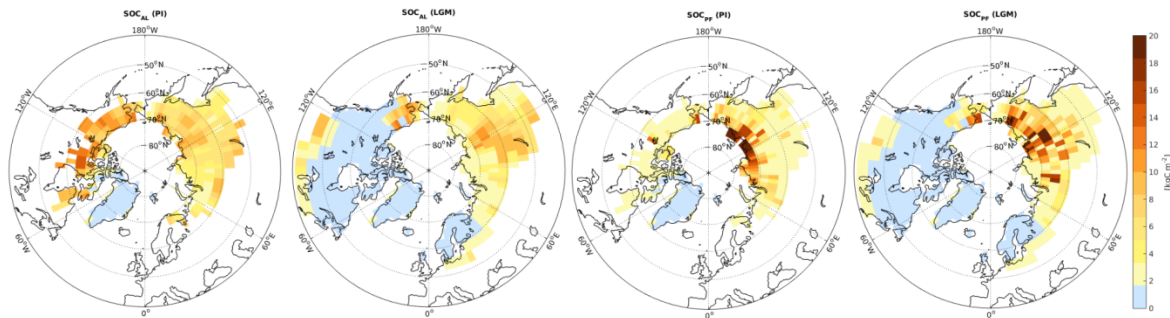 SOC_AL (PI)
180°W
120°W
50°N
60°N
70°N
80°N
120°E
60°W
60°E
0°
SOC_AL (LGM)
180°W
120°W
50°N
60°N
70°N
80°N
120°E
60°W
60°E
0°
SOC_PF (PI)
180°W
120°W
50°N
60°N
70°N
80°N
120°E
60°W
60°E
0°
SOC_PF (LGM)
180°W
120°W
50°N
60°N
70°N
80°N
120°E
60°W
60°E
0°
20
18
16
14
12
10
8
6
4
2
0
[kgC m⁻²]